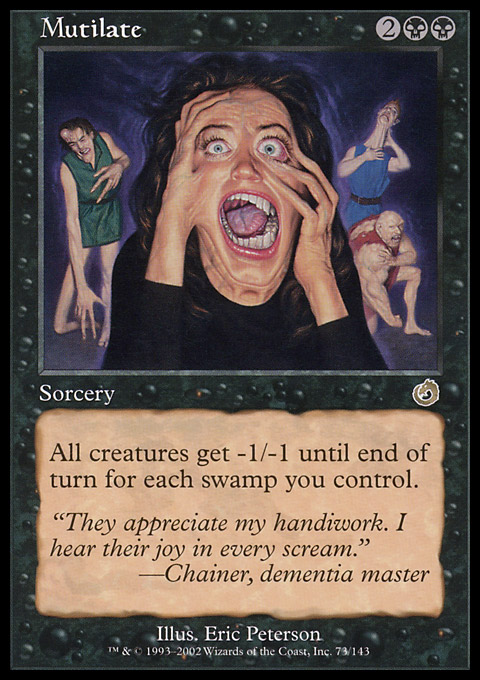 Mutilate 2
Sorcery
All creatures get -1/-1 until end of
turn for each swamp you control.
“They appreciate my handiwork. I
hear their joy in every scream.”
—Chainer, dementia master
Illus. Eric Peterson
™ & © 1993–2002 Wizards of the Coast, Inc. 73/143